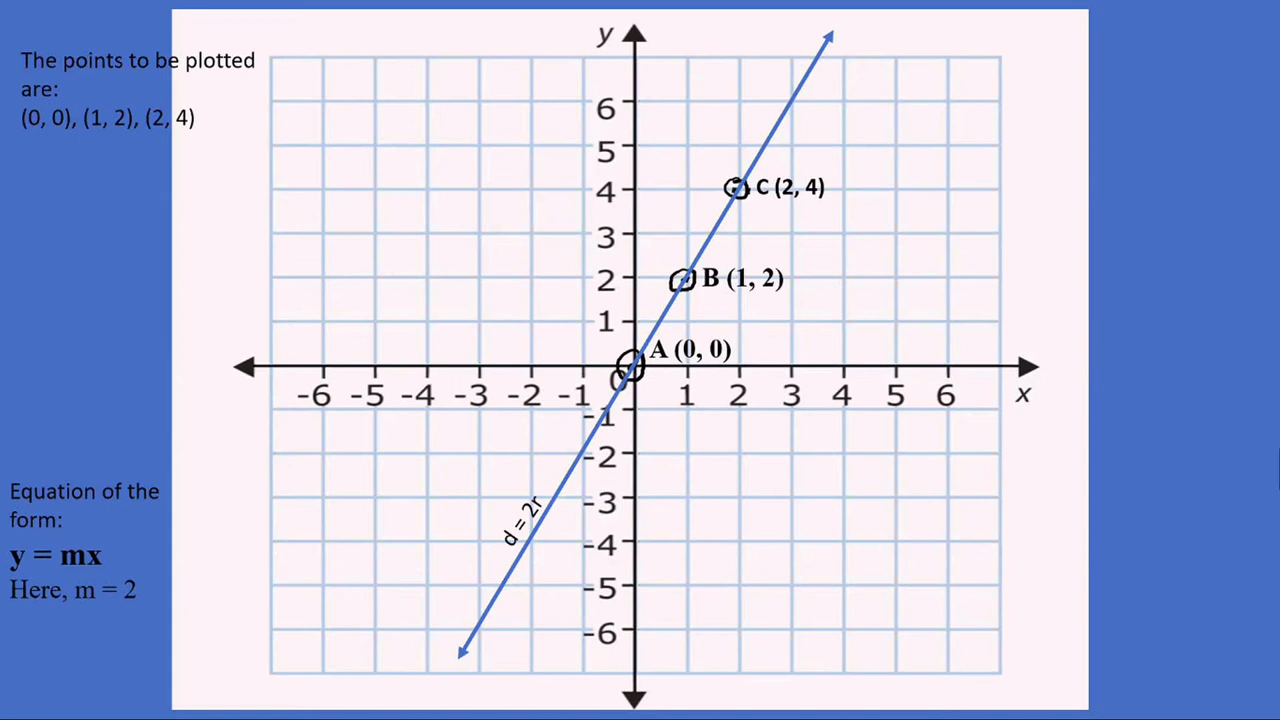 The points to be plotted
are:
(0, 0), (1, 2), (2, 4)
y
6
5
4
3
2
1
C (2, 4)
B (1, 2)
A (0, 0)
0
-6 -5 -4 -3 -2 -1 1 2 3 4 5 6 x
-1
-2
-3
-4
-5
-6
d = 2r
Equation of the
form:
y = mx
Here, m = 2